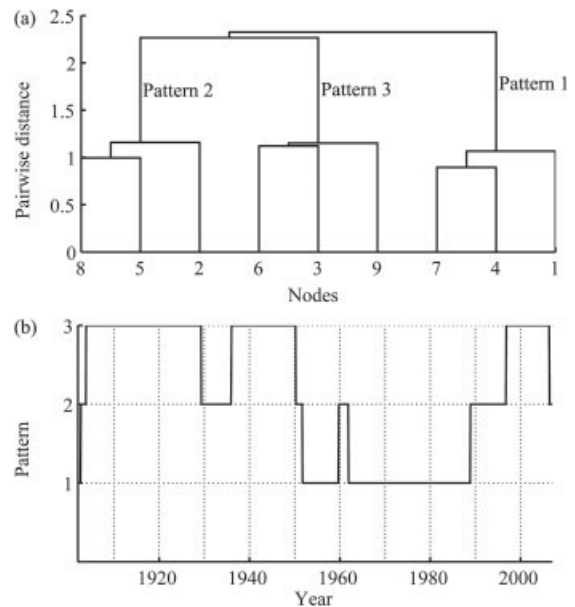 (a)
2.5
2
1.5
1
0.5
0
Pairwise distance
Pattern 2
Pattern 3
Pattern 1
8 5 2 6 3 9 7 4 1
Nodes
(b)
3
2
1
Pattern
1920 1940 1960 1980 2000
Year